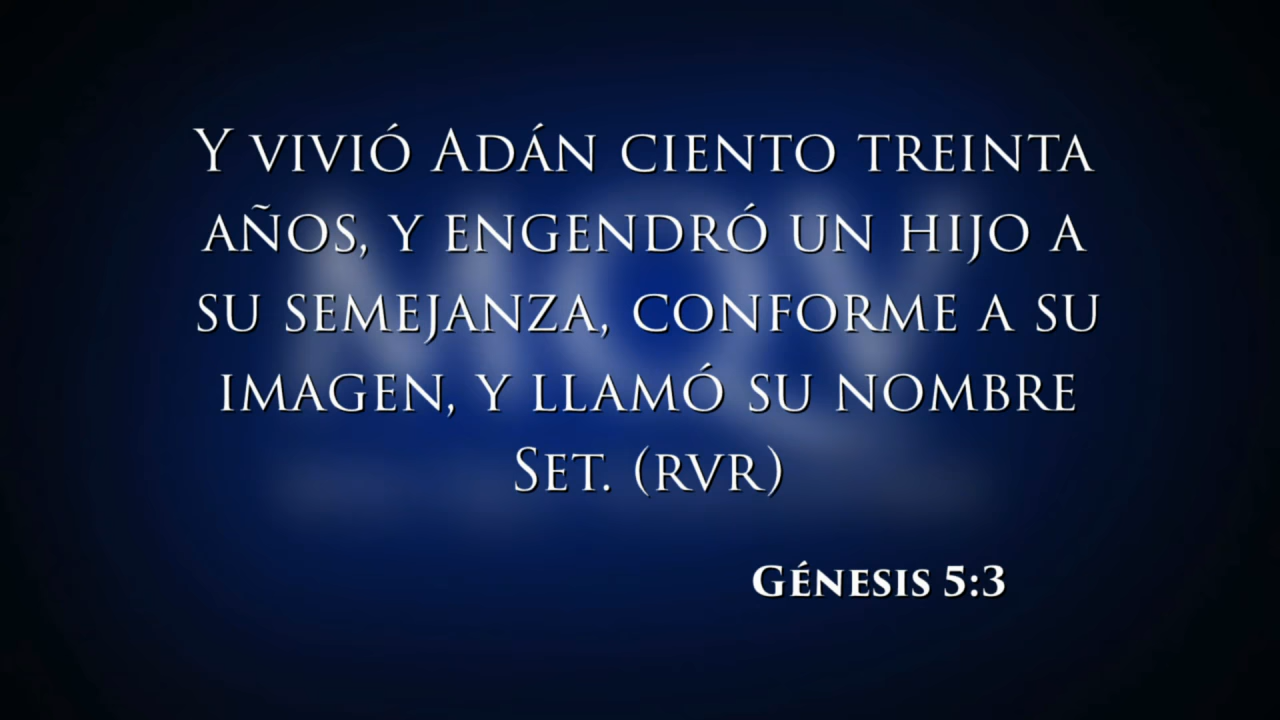 Y vivió Adán ciento treinta
años, y engendró un hijo a
su semejanza, conforme a su
imagen, y llamó su nombre
Set. (rvr)
Génesis 5:3